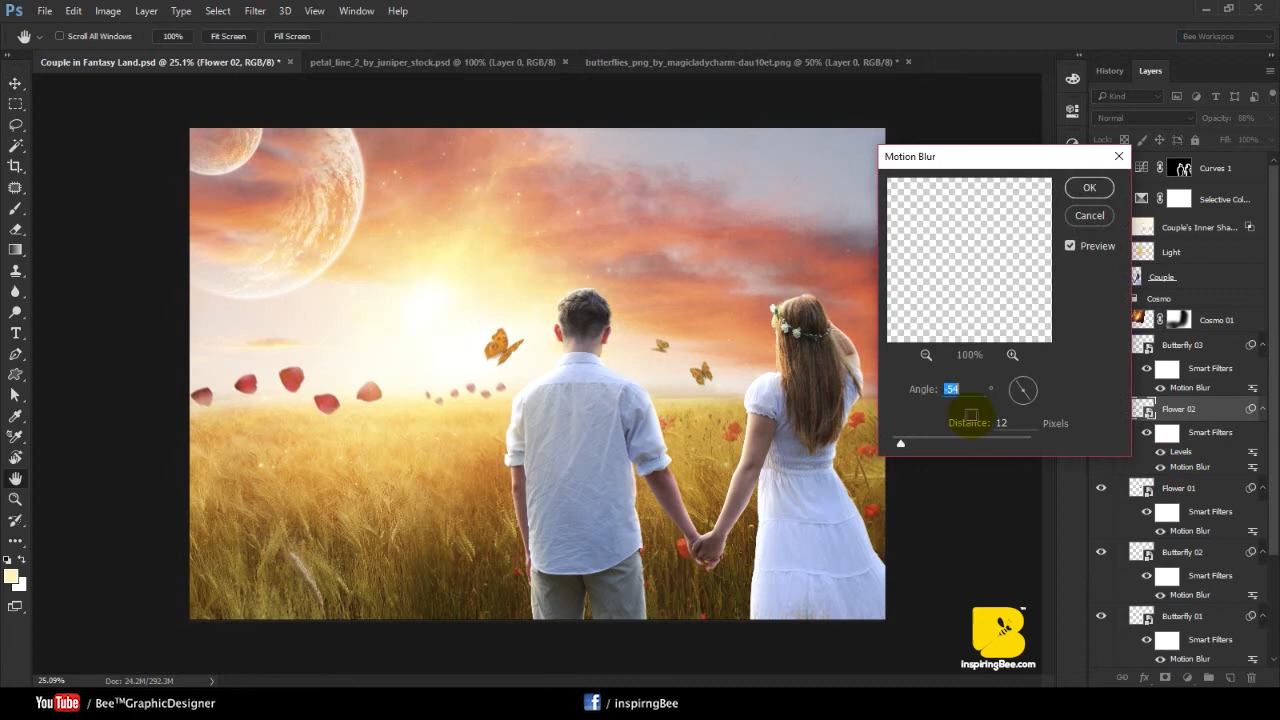 Ps File Edit Image Layer Type Select Filter 3D View Window Help
Scroll All Windows 100% Fit Screen Fill Screen Bee Workspce
Couple in Fantasy Land.psd @ 25.1% (Flower 02, RGB/8) * petal_line_2_by_juniper_stock.psd @ 100% (Layer 0, RGB/8) butterflies_png_by_magicladycharm-dau10et.png @ 50% (Layer 0, RGB/8) *
History Layers
Kind
Normal Opacity: 88%
Lock: Fill: 100%
Motion Blur
OK
Cancel
Preview
100%
Angle: -54 °
Distance: 12 Pixels
Curves 1
Selective Col...
Couple's Inner Sha...
Light
Couple
Cosmo
Cosmo 01
Butterfly 03
Smart Filters
Motion Blur
Flower 02
Smart Filters
Levels
Motion Blur
Flower 01
Smart Filters
Motion Blur
Butterfly 02
Smart Filters
Motion Blur
Butterfly 01
Smart Filters
Motion Blur
B™
inspiringBee.com
25.09% Doc: 24.2M/292.3M
YouTube / Bee™GraphicDesigner f / inspirngBee